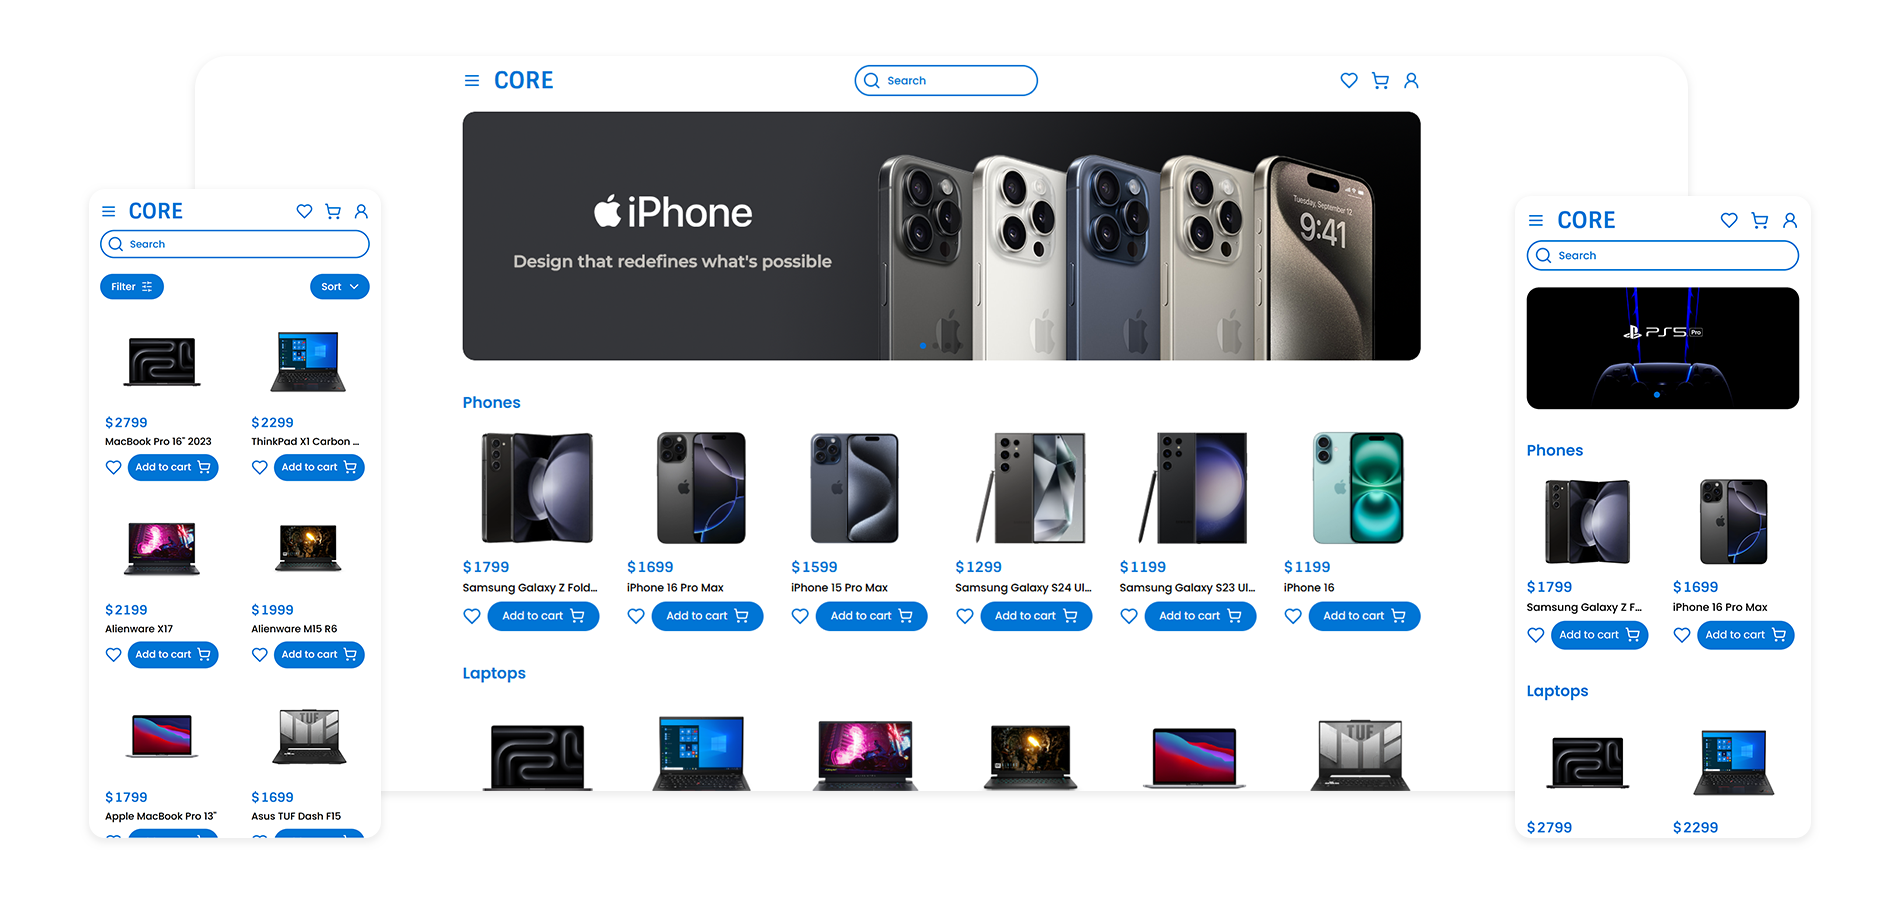 CORE
Search
Filter
Sort
$2799
MacBook Pro 16" 2023
Add to cart
$2299
ThinkPad X1 Carbon ...
Add to cart
$2199
Alienware X17
Add to cart
$1999
Alienware M15 R6
Add to cart
$1799
Apple MacBook Pro 13"
$1699
Asus TUF Dash F15
CORE
Search
iPhone
Design that redefines what's possible
Tuesday, September 12
9:41
Phones
$1799
Samsung Galaxy Z Fold...
Add to cart
$1699
iPhone 16 Pro Max
Add to cart
$1599
iPhone 15 Pro Max
Add to cart
$1299
Samsung Galaxy S24 Ul...
Add to cart
$1199
Samsung Galaxy S23 Ul...
Add to cart
$1199
iPhone 16
Add to cart
Laptops
TUF
CORE
Search
PS5 Pro
Phones
$1799
Samsung Galaxy Z F...
Add to cart
$1699
iPhone 16 Pro Max
Add to cart
Laptops
$2799
$2299